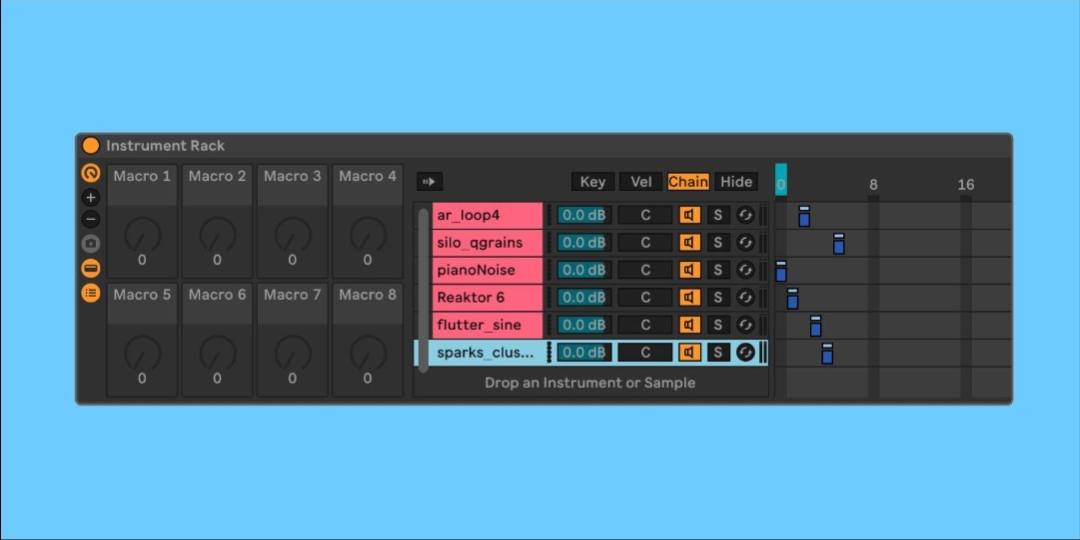 Instrument Rack
Macro 1 Macro 2 Macro 3 Macro 4
0 0 0 0
Macro 5 Macro 6 Macro 7 Macro 8
0 0 0 0
Key Vel Chain Hide
ar_loop4 0.0 dB C S
silo_qgrains 0.0 dB C S
pianoNoise 0.0 dB C S
Reaktor 6 0.0 dB C S
flutter_sine 0.0 dB C S
sparks_clus... 0.0 dB C S
Drop an Instrument or Sample
0 8 16